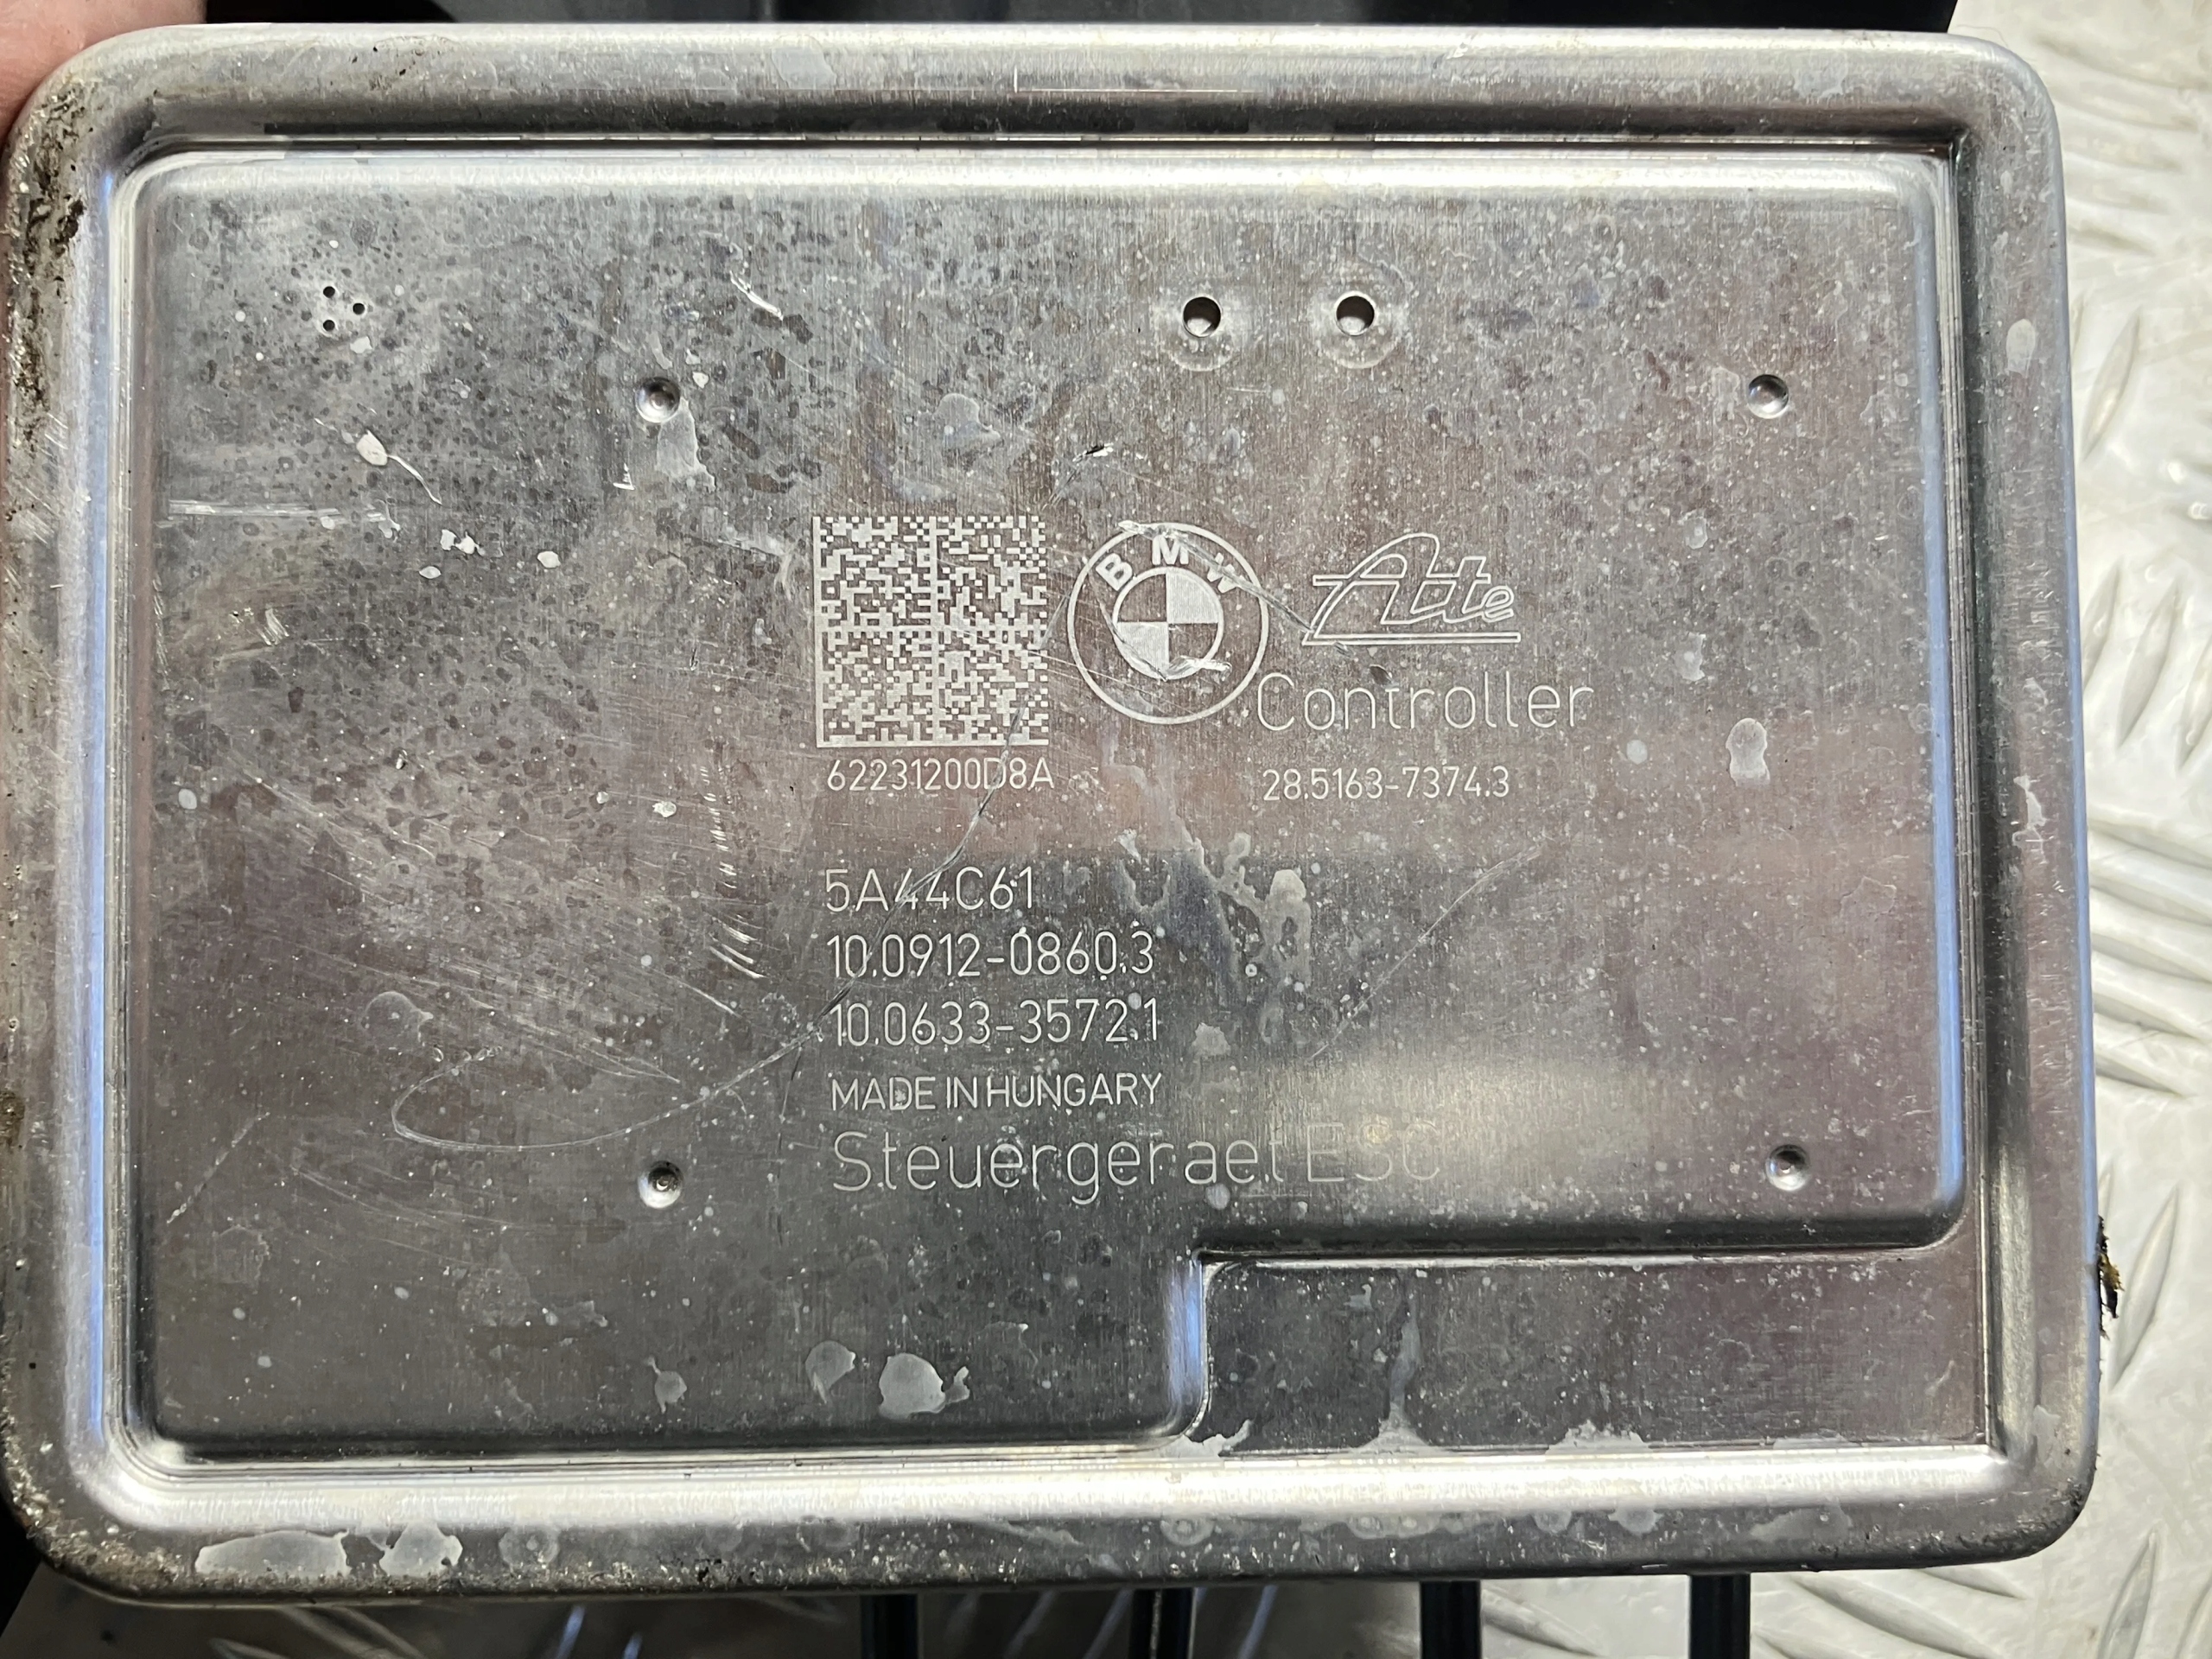 BMW
Ate
Controller
62231200D8A
28.5163-7374.3
5A44C61
10.0912-0860.3
10.0633-3572.1
MADE IN HUNGARY
Steuergeraet ESC